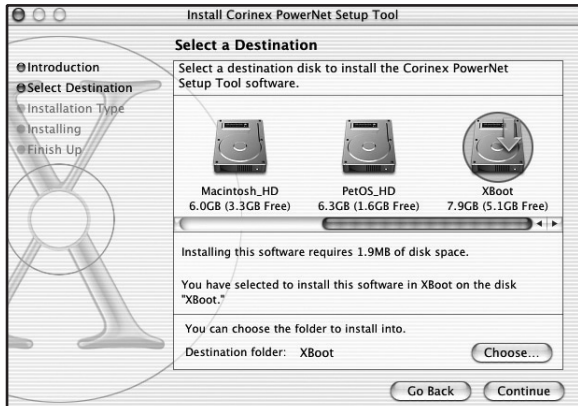 Install Corinex PowerNet Setup Tool
Select a Destination
Introduction
Select Destination
Installation Type
Installing
Finish Up
Select a destination disk to install the Corinex PowerNet
Setup Tool software.
Macintosh_HD
6.0GB (3.3GB Free)
PetOS_HD
6.3GB (1.6GB Free)
XBoot
7.9GB (5.1GB Free)
Installing this software requires 1.9MB of disk space.
You have selected to install this software in XBoot on the disk
"XBoot."
You can choose the folder to install into.
Destination folder: XBoot
Choose...
Go Back
Continue